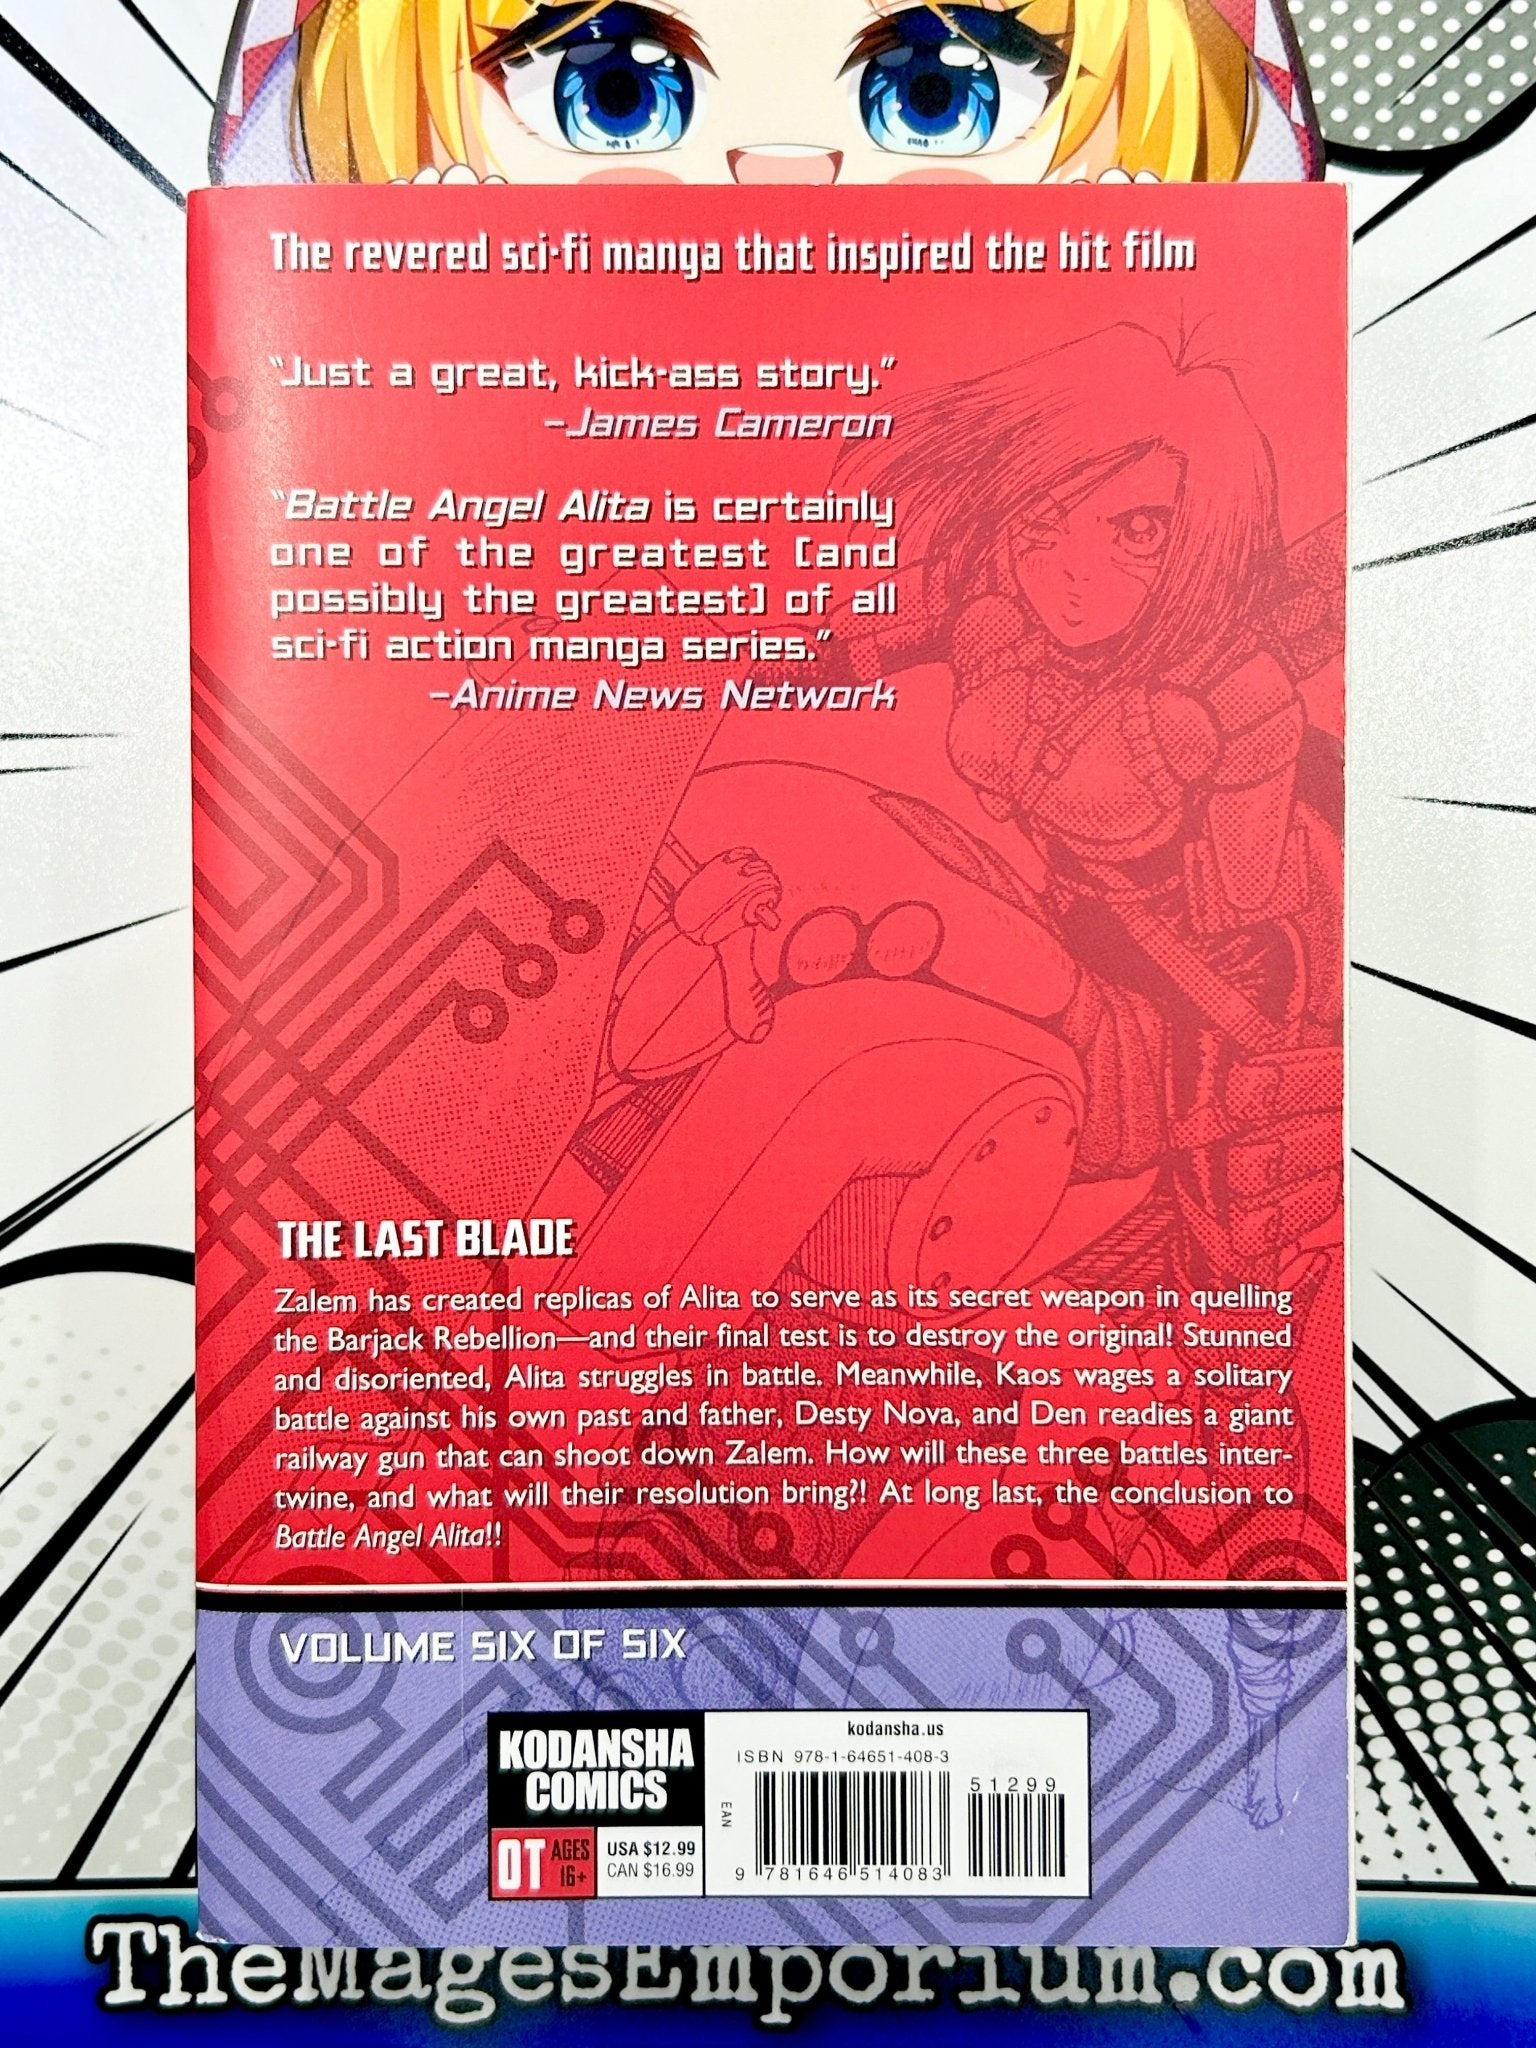 The revered sci-fi manga that inspired the hit film
"Just a great, kick-ass story."
–James Cameron
"Battle Angel Alita is certainly
one of the greatest [and
possibly the greatest] of all
sci-fi action manga series."
–Anime News Network
THE LAST BLADE
Zalem has created replicas of Alita to serve as its secret weapon in quelling
the Barjack Rebellion—and their final test is to destroy the original! Stunned
and disoriented, Alita struggles in battle. Meanwhile, Kaos wages a solitary
battle against his own past and father, Desty Nova, and Den readies a giant
railway gun that can shoot down Zalem. How will these three battles inter-
twine, and what will their resolution bring?! At long last, the conclusion to
Battle Angel Alita!!
VOLUME SIX OF SIX
KODANSHA
COMICS
OT AGES
16+
USA $12.99
CAN $16.99
kodansha.us
ISBN 978-1-64651-408-3
51299
EAN
9 781646 514083
TheMagesEmporium.com